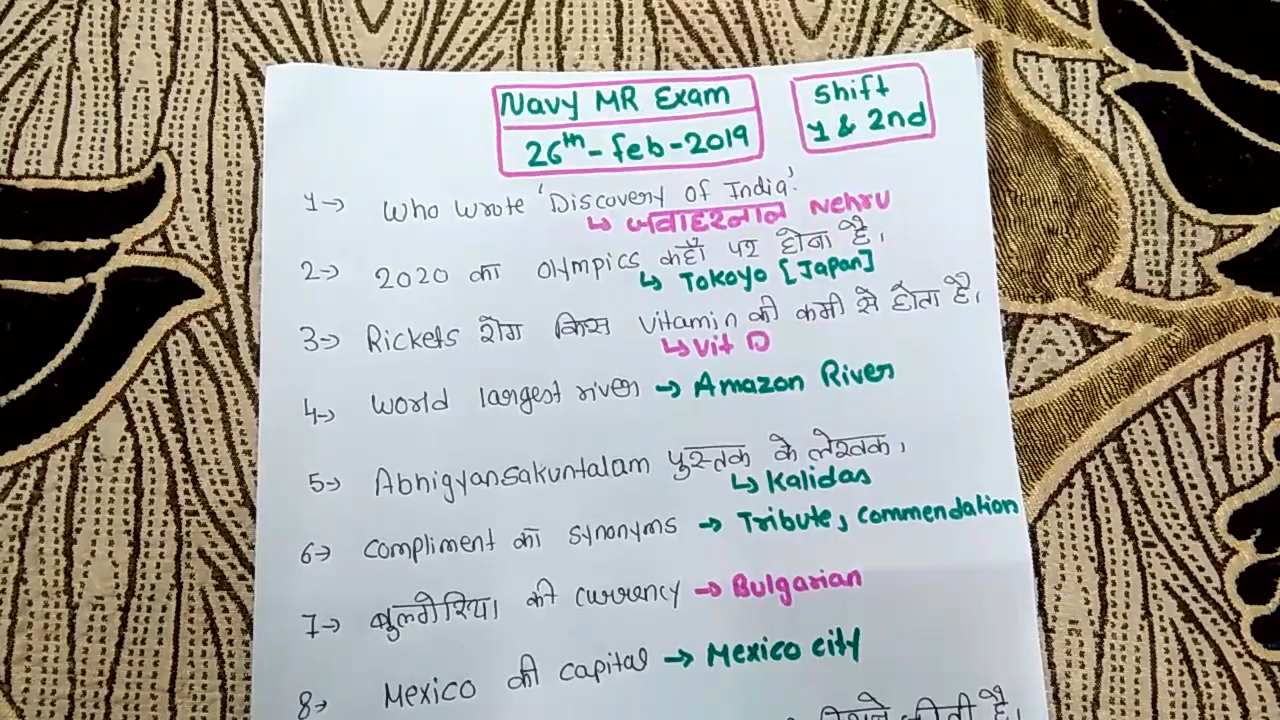 Navy MR Exam
26th-Feb-2019
Shift
1 & 2nd
1→ Who wrote 'Discovery of India'.
↳ जवाहरलाल Nehru
2→ 2020 का Olympics कहाँ पर होना है।
↳ Tokoyo [Japan]
3→ Rickets रोग किस Vitamin की कमी से होता है।
↳ Vit D
4→ World largest river → Amazon River
5→ Abhigyansakuntalam पुस्तक के लेखक।
↳ Kalidas
6→ Compliment का synonyms → Tribute, commendation
7→ बुल्गेरिया की currency → Bulgarian
8→ Mexico की capital → Mexico city
किसने जीती है।